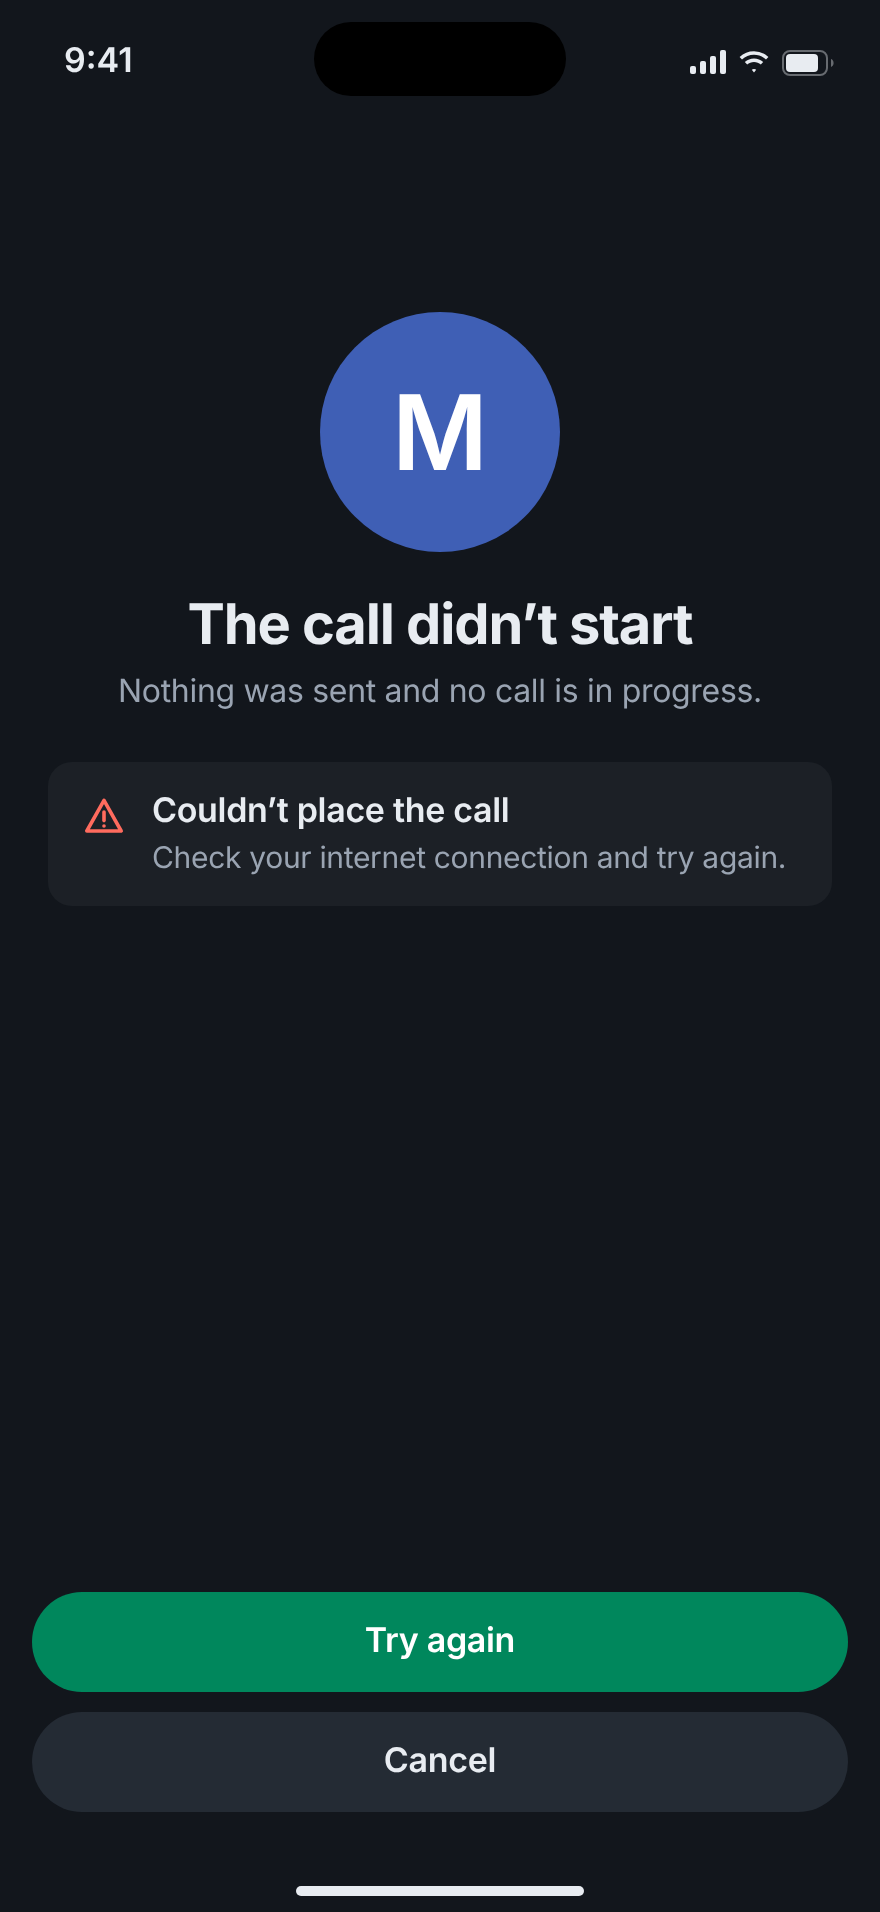 9:41
M
The call didn’t start
Nothing was sent and no call is in progress.
Couldn’t place the call
Check your internet connection and try again.
Try again
Cancel